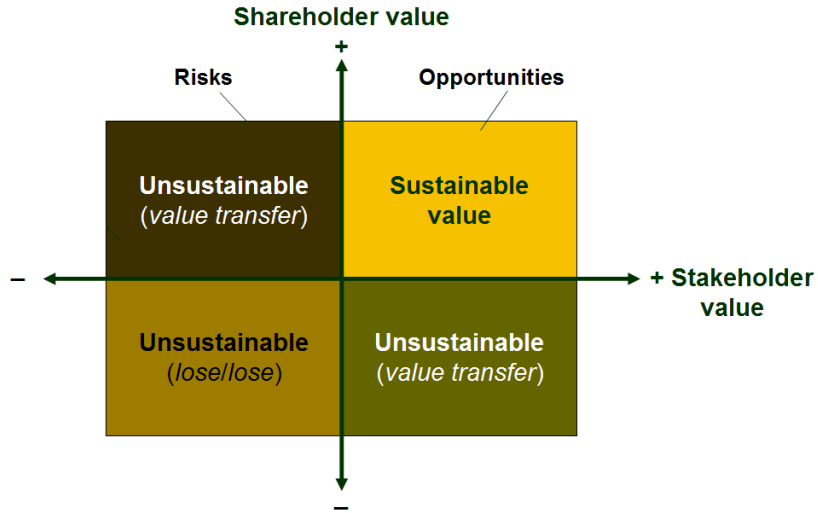 Shareholder value
+
Risks
Opportunities
Unsustainable
(value transfer)
Sustainable
value
–
+ Stakeholder
value
Unsustainable
(lose/lose)
Unsustainable
(value transfer)
–